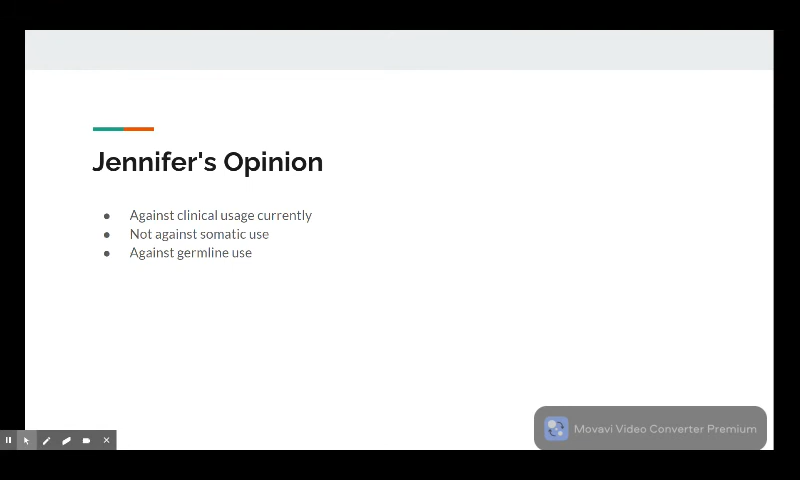 Jennifer's Opinion
● Against clinical usage currently
● Not against somatic use
● Against germline use
Movavi Video Converter Premium